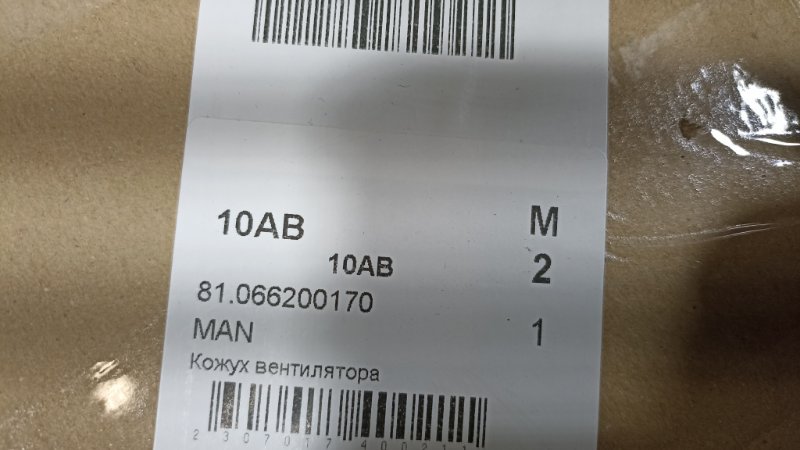 10AB M
10AB 2
81.066200170
MAN 1
Кожух вентилятора